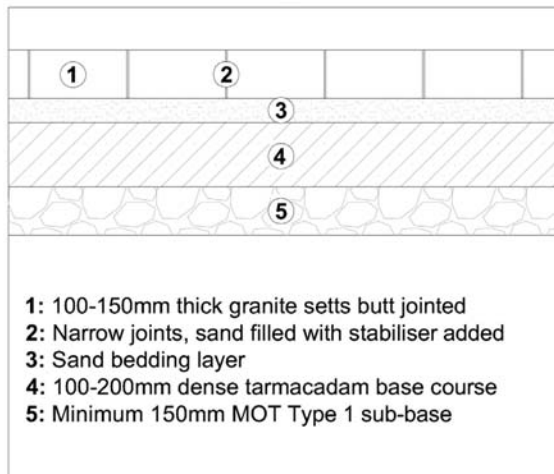 1
2
3
4
5
1: 100-150mm thick granite setts butt jointed
2: Narrow joints, sand filled with stabiliser added
3: Sand bedding layer
4: 100-200mm dense tarmacadam base course
5: Minimum 150mm MOT Type 1 sub-base